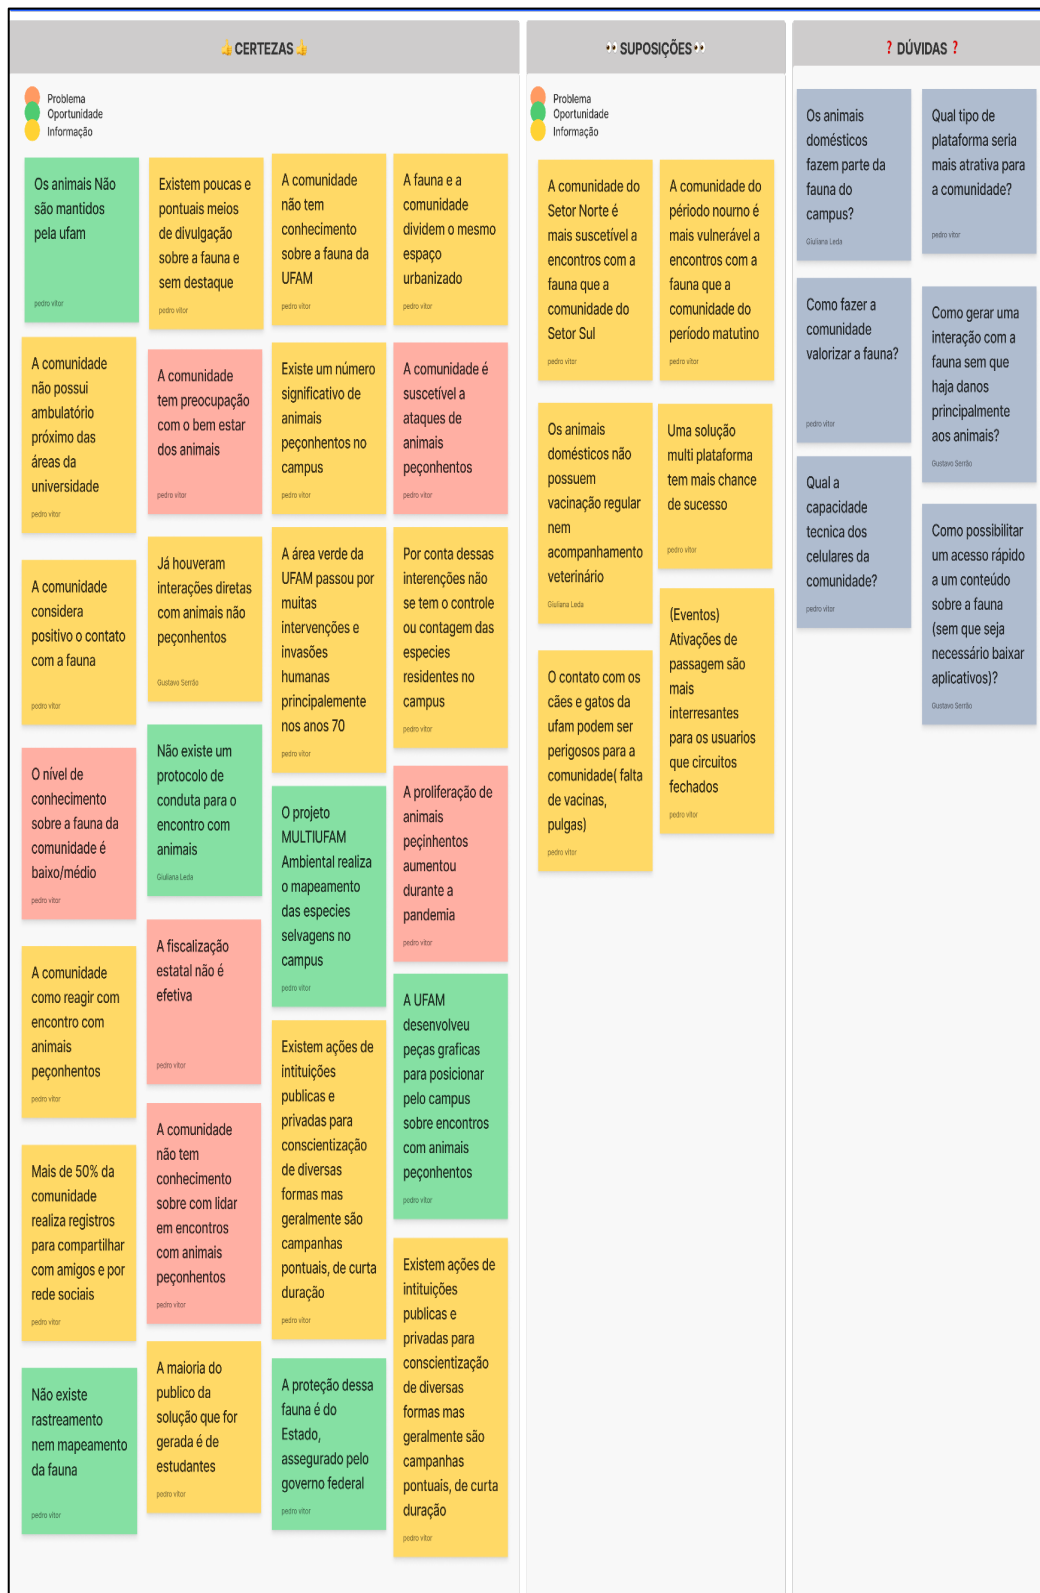 👍CERTEZAS👍
Problema
Oportunidade
Informação
Os animais Não
são mantidos
pela ufam
pedro vitor
A comunidade
não possui
ambulatório
próximo das
áreas da
universidade
pedro vitor
A comunidade
considera
positivo o contato
com a fauna
pedro vitor
O nível de
conhecimento
sobre a fauna da
comunidade é
baixo/médio
pedro vitor
A comunidade
como reagir com
encontro com
animais
peçonhentos
pedro vitor
Mais de 50% da
comunidade
realiza registros
para compartilhar
com amigos e por
rede sociais
pedro vitor
Não existe
rastreamento
nem mapeamento
da fauna
pedro vitor
Existem poucas e
pontuais meios
de divulgação
sobre a fauna e
sem destaque
pedro vitor
A comunidade
tem preocupação
com o bem estar
dos animais
pedro vitor
Já houveram
interações diretas
com animais não
peçonhentos
Gustavo Serrão
Não existe um
protocolo de
conduta para o
encontro com
animais
Giuliana Leda
A fiscalização
estatal não é
efetiva
pedro vitor
A comunidade
não tem
conhecimento
sobre com lidar
em encontros
com animais
peçonhentos
pedro vitor
A maioria do
publico da
solução que for
gerada é de
estudantes
pedro vitor
A comunidade
não tem
conhecimento
sobre a fauna da
UFAM
pedro vitor
Existe um número
significativo de
animais
peçonhentos no
campus
pedro vitor
A área verde da
UFAM passou por
muitas
intervenções e
invasões
humanas
principalemente
nos anos 70
pedro vitor
O projeto
MULTIUFAM
Ambiental realiza
o mapeamento
das especies
selvagens no
campus
pedro vitor
Existem ações de
intituições
publicas e
privadas para
conscientização
de diversas
formas mas
geralmente são
campanhas
pontuais, de curta
duração
pedro vitor
A proteção dessa
fauna é do
Estado,
assegurado pelo
governo federal
pedro vitor
A fauna e a
comunidade
dividem o mesmo
espaço
urbanizado
pedro vitor
A comunidade é
suscetível a
ataques de
animais
peçonhentos
pedro vitor
Por conta dessas
interenções não
se tem o controle
ou contagem das
especies
residentes no
campus
pedro vitor
A proliferação de
animais
peçinhentos
aumentou
durante a
pandemia
pedro vitor
A UFAM
desenvolveu
peças graficas
para posicionar
pelo campus
sobre encontros
com animais
peçonhentos
pedro vitor
Existem ações de
intituições
publicas e
privadas para
conscientização
de diversas
formas mas
geralmente são
campanhas
pontuais, de curta
duração
pedro vitor
👀SUPOSIÇÕES👀
Problema
Oportunidade
Informação
A comunidade do
Setor Norte é
mais suscetível a
encontros com a
fauna que a
comunidade do
Setor Sul
pedro vitor
Os animais
domésticos não
possuem
vacinação regular
nem
acompanhamento
veterinário
Giuliana Leda
O contato com os
cães e gatos da
ufam podem ser
perigosos para a
comunidade( falta
de vacinas,
pulgas)
pedro vitor
A comunidade do
périodo nourno é
mais vulnerável a
encontros com a
fauna que a
comunidade do
período matutino
pedro vitor
Uma solução
multi plataforma
tem mais chance
de sucesso
pedro vitor
(Eventos)
Ativações de
passagem são
mais
interresantes
para os usuarios
que circuitos
fechados
pedro vitor
❓ DÚVIDAS ❓
Os animais
domésticos
fazem parte da
fauna do
campus?
Giuliana Leda
Como fazer a
comunidade
valorizar a fauna?
pedro vitor
Qual a
capacidade
tecnica dos
celulares da
comunidade?
pedro vitor
Qual tipo de
plataforma seria
mais atrativa para
a comunidade?
pedro vitor
Como gerar uma
interação com a
fauna sem que
haja danos
principalmente
aos animais?
Gustavo Serrão
Como possibilitar
um acesso rápido
a um conteúdo
sobre a fauna
(sem que seja
necessário baixar
aplicativos)?
Gustavo Serrão